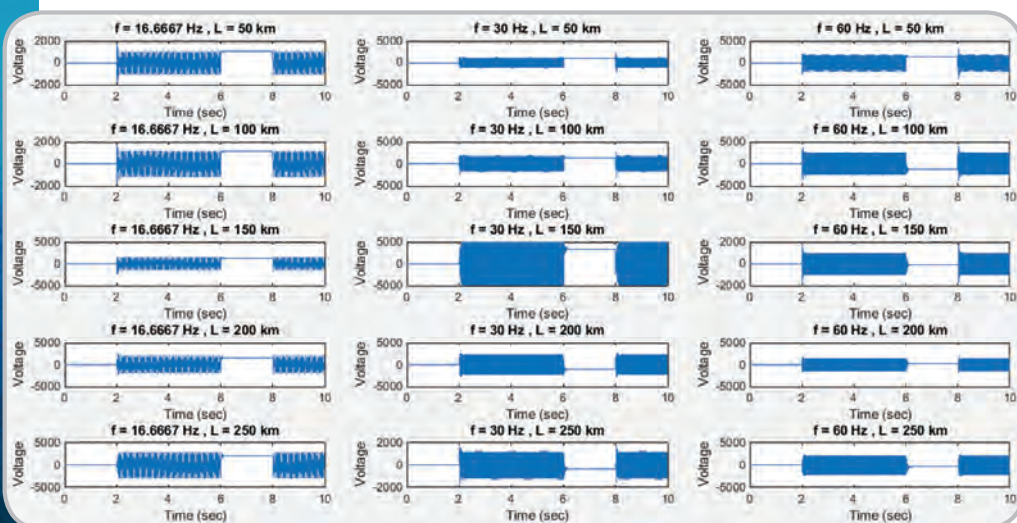 f = 16.6667 Hz , L = 50 km
Voltage
2000
0
-2000
0 2 4 6 8 10
Time (sec)
f = 30 Hz , L = 50 km
Voltage
5000
0
-5000
0 2 4 6 8 10
Time (sec)
f = 60 Hz , L = 50 km
Voltage
5000
0
-5000
0 2 4 6 8 10
Time (sec)
f = 16.6667 Hz , L = 100 km
Voltage
2000
0
-2000
0 2 4 6 8 10
Time (sec)
f = 30 Hz , L = 100 km
Voltage
5000
0
-5000
0 2 4 6 8 10
Time (sec)
f = 60 Hz , L = 100 km
Voltage
5000
0
-5000
0 2 4 6 8 10
Time (sec)
f = 16.6667 Hz , L = 150 km
Voltage
5000
0
-5000
0 2 4 6 8 10
Time (sec)
f = 30 Hz , L = 150 km
Voltage
5000
0
-5000
0 2 4 6 8 10
Time (sec)
f = 60 Hz , L = 150 km
Voltage
2000
0
-2000
0 2 4 6 8 10
Time (sec)
f = 16.6667 Hz , L = 200 km
Voltage
5000
0
-5000
0 2 4 6 8 10
Time (sec)
f = 30 Hz , L = 200 km
Voltage
5000
0
-5000
0 2 4 6 8 10
Time (sec)
f = 60 Hz , L = 200 km
Voltage
5000
0
-5000
0 2 4 6 8 10
Time (sec)
f = 16.6667 Hz , L = 250 km
Voltage
5000
0
-5000
0 2 4 6 8 10
Time (sec)
f = 30 Hz , L = 250 km
Voltage
2000
0
-2000
0 2 4 6 8 10
Time (sec)
f = 60 Hz , L = 250 km
Voltage
5000
0
-5000
0 2 4 6 8 10
Time (sec)